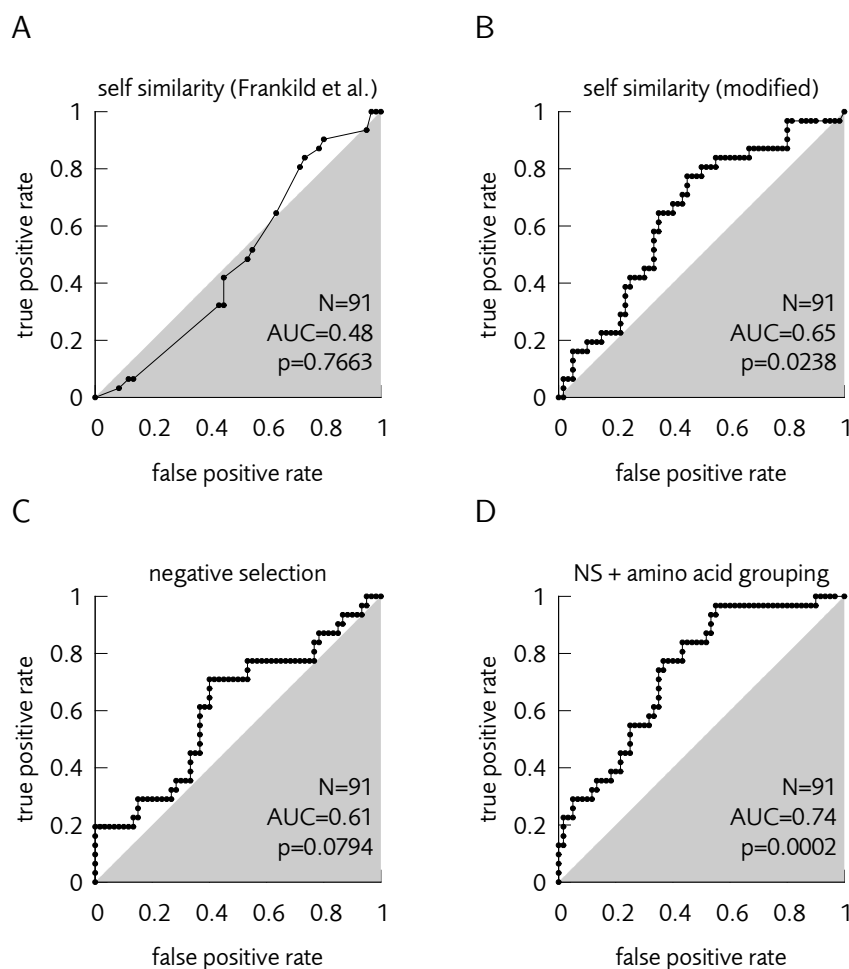 A
self similarity (Frankild et al.)
1
0.8
0.6
0.4
0.2
0
true positive rate
N=91
AUC=0.48
p=0.7663
0 0.2 0.4 0.6 0.8 1
false positive rate
B
self similarity (modified)
1
0.8
0.6
0.4
0.2
0
true positive rate
N=91
AUC=0.65
p=0.0238
0 0.2 0.4 0.6 0.8 1
false positive rate
C
negative selection
1
0.8
0.6
0.4
0.2
0
true positive rate
N=91
AUC=0.61
p=0.0794
0 0.2 0.4 0.6 0.8 1
false positive rate
D
NS + amino acid grouping
1
0.8
0.6
0.4
0.2
0
true positive rate
N=91
AUC=0.74
p=0.0002
0 0.2 0.4 0.6 0.8 1
false positive rate